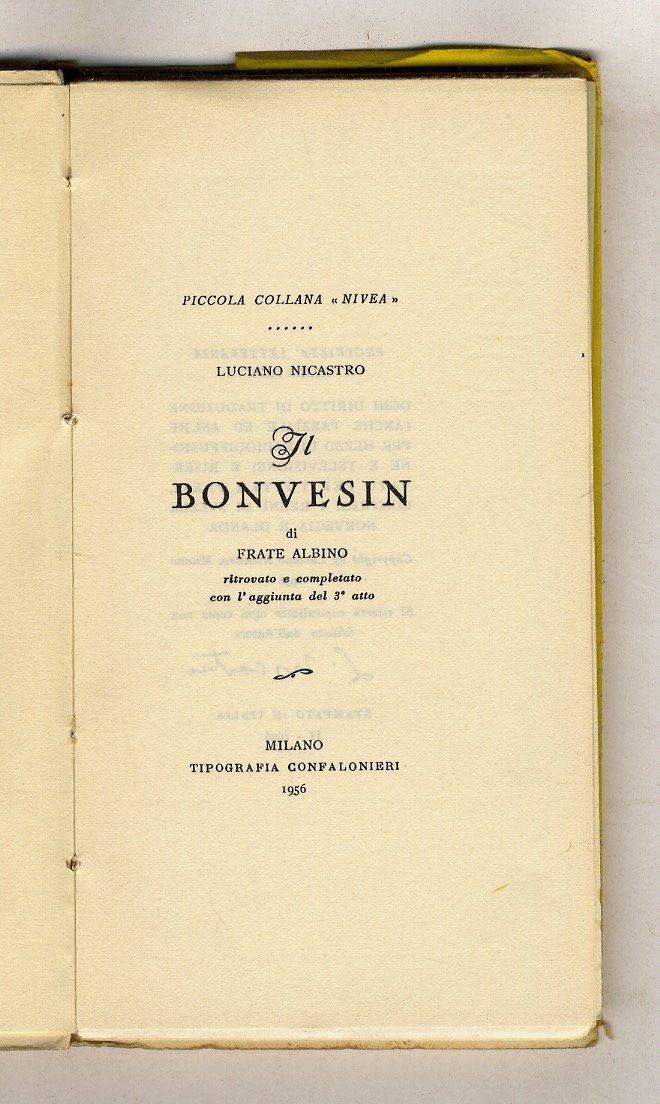 PICCOLA COLLANA « NIVEA »
......
LUCIANO NICASTRO
Il
BONVESIN
di
FRATE ALBINO
ritrovato e completato
con l'aggiunta del 3° atto
MILANO
TIPOGRAFIA CONFALONIERI
1956